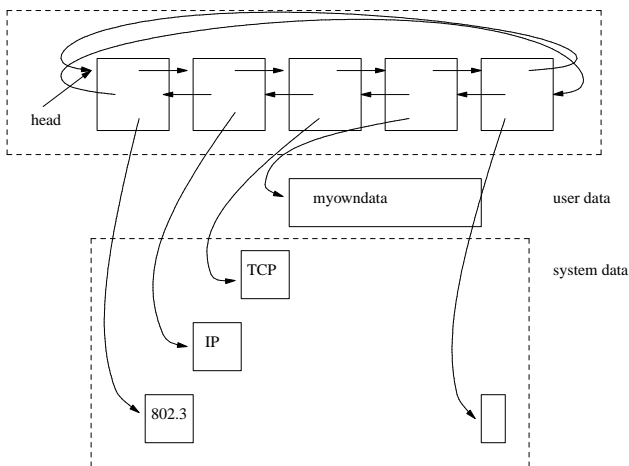 head
myowndata
user data
TCP
system data
IP
802.3